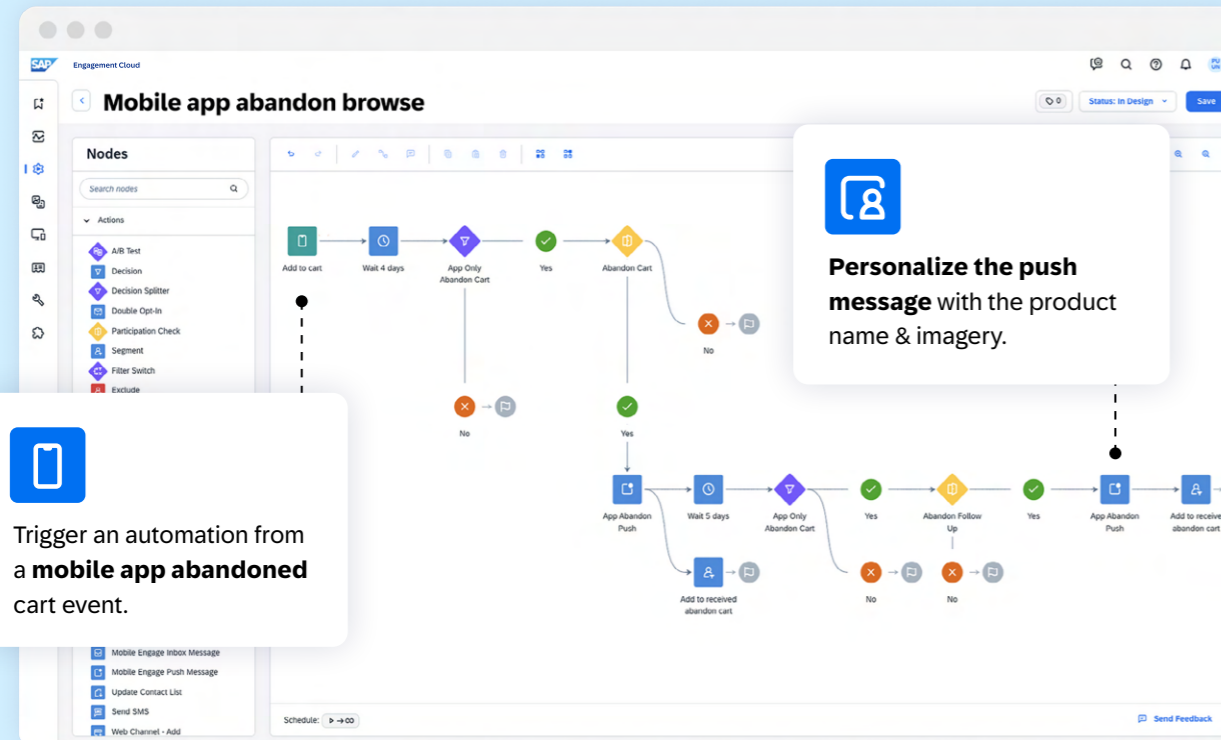 SAP Engagement Cloud
Mobile app abandon browse
0
Status: In Design
Save
Nodes
Search nodes
Actions
A/B Test
Decision
Decision Splitter
Double Opt-In
Participation Check
Segment
Filter Switch
Exclude
Add to cart
Wait 4 days
App Only
Abandon Cart
Yes
Abandon Cart
No
No
Yes
App Abandon
Push
Wait 5 days
App Only
Abandon Cart
Yes
Abandon Follow
Up
Yes
App Abandon
Push
Add to receive
abandon cart
Add to received
abandon cart
No
No
Personalize the push
message with the product
name & imagery.
Trigger an automation from
a mobile app abandoned
cart event.
Mobile Engage Inbox Message
Mobile Engage Push Message
Update Contact List
Send SMS
Web Channel - Add
Schedule:
Send Feedback